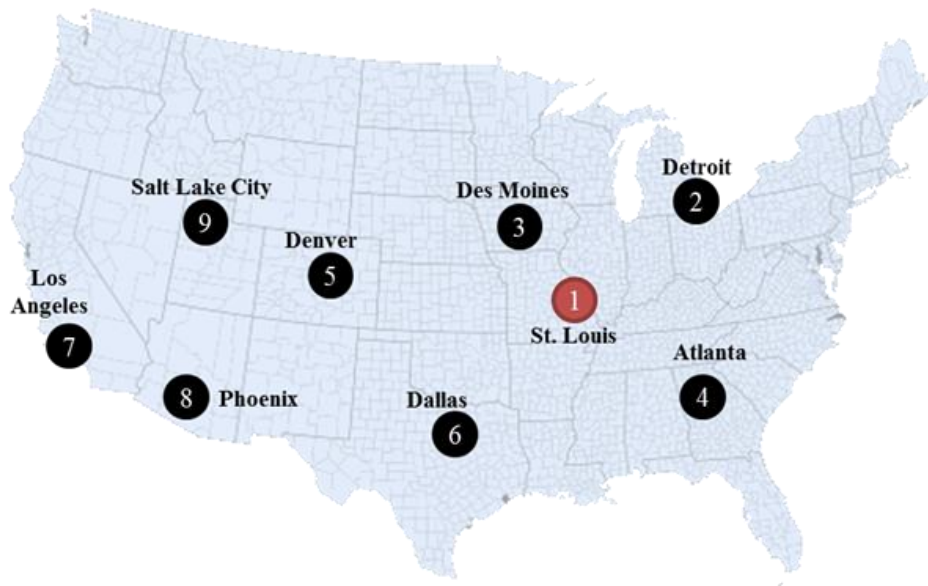 Detroit
2
Salt Lake City
9
Des Moines
3
Denver
5
Los
Angeles
7
1
St. Louis
Atlanta
4
8 Phoenix
Dallas
6